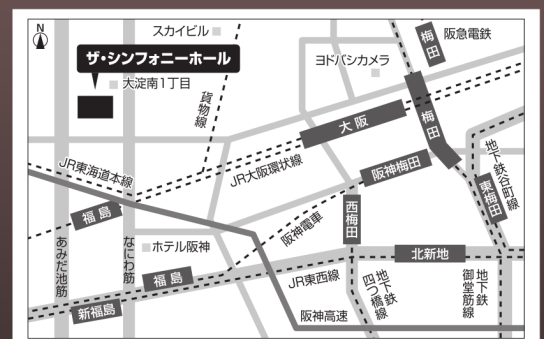 N
スカイビル
ザ・シンフォニーホール
大淀南1丁目
貨物線
ヨドバシカメラ
梅田
阪急電鉄
大阪
梅田
JR東海道本線
JR大阪環状線
阪神梅田
地下鉄谷町線
東梅田
福島
西梅田
阪神電車
あみだ池筋
なにわ筋
ホテル阪神
福島
新福島
JR東西線
北新地
地下鉄
四つ橋線
地下鉄
御堂筋線
阪神高速